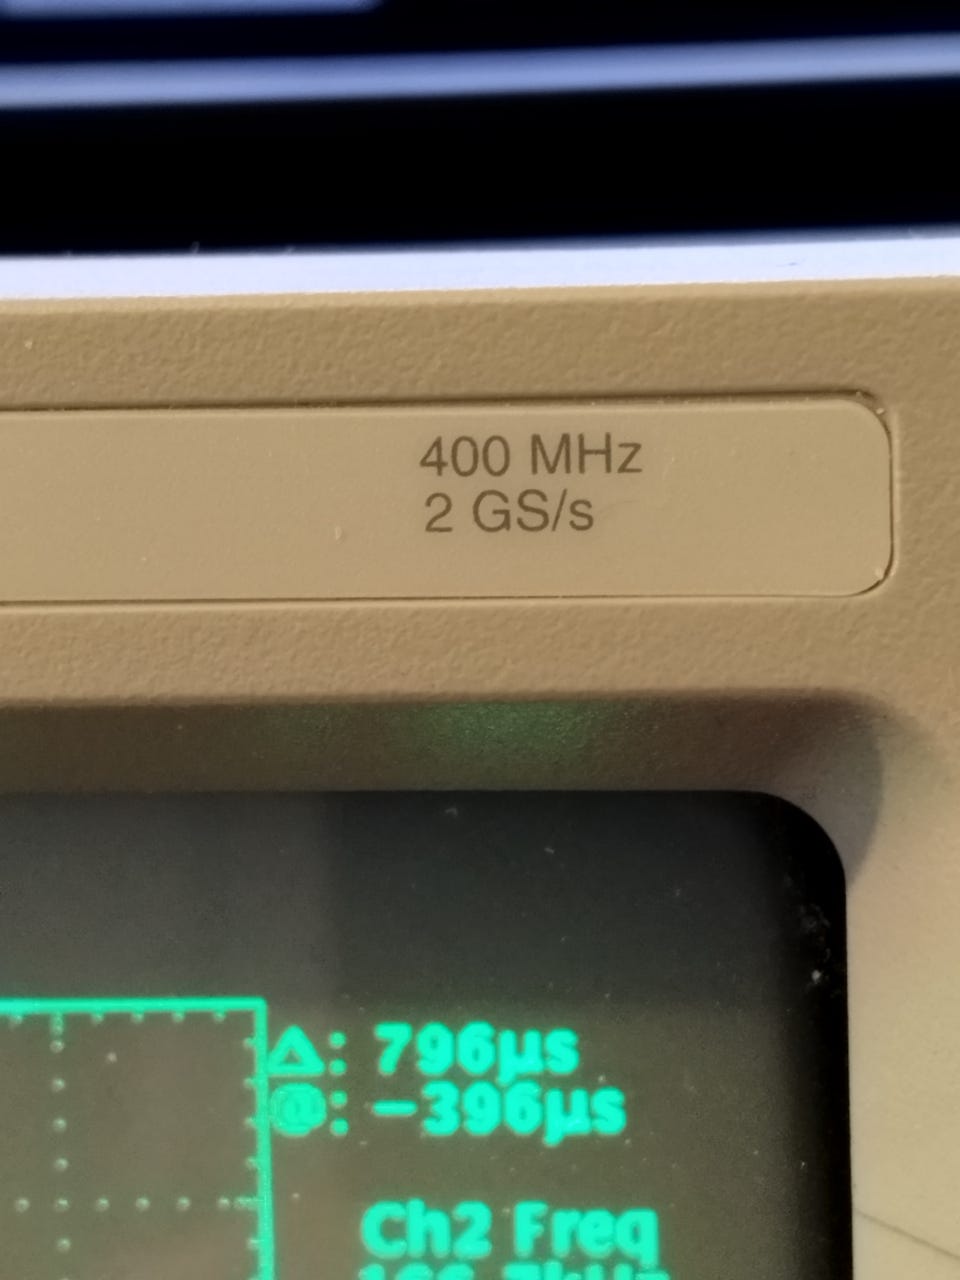 400 MHz
2 GS/s
Δ: 796µs
@: -396µs
Ch2 Freq